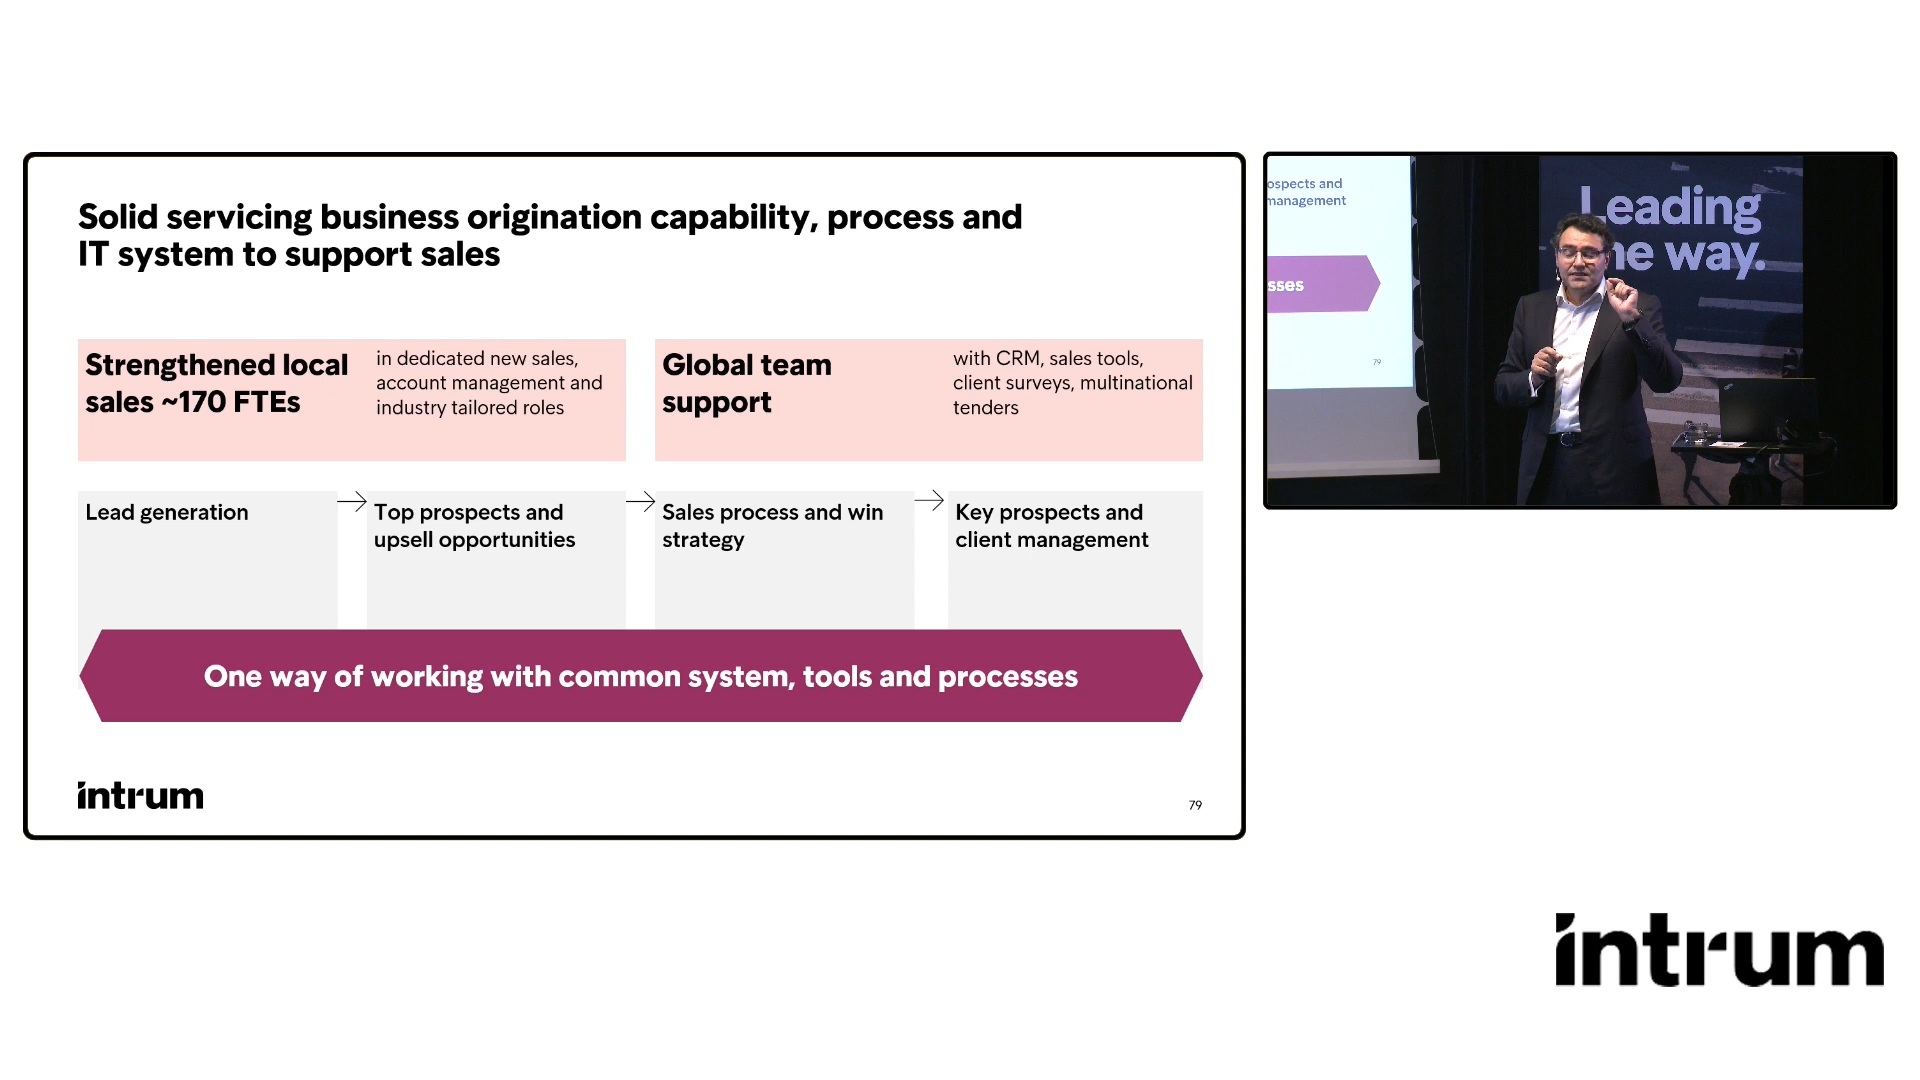 Solid servicing business origination capability, process and
IT system to support sales
Strengthened local
sales ~170 FTEs
in dedicated new sales,
account management and
industry tailored roles
Global team
support
with CRM, sales tools,
client surveys, multinational
tenders
Lead generation
Top prospects and
upsell opportunities
Sales process and win
strategy
Key prospects and
client management
One way of working with common system, tools and processes
intrum
79
ospects and
management
sses
79
Leading
he way.
intrum